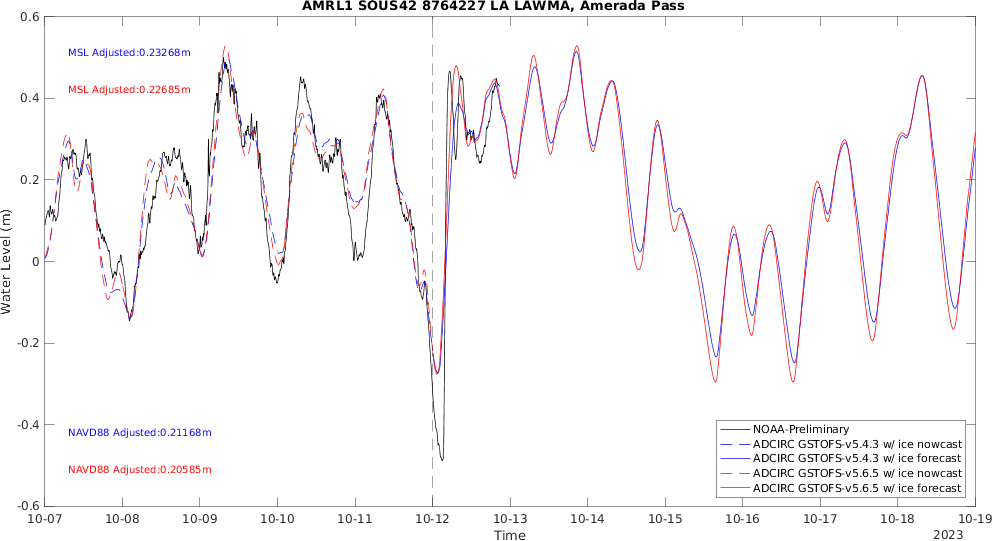 AMRL1 SOUS42 8764227 LA LAWMA, Amerada Pass
0.6
0.4
0.2
0
-0.2
-0.4
-0.6
Water Level (m)
MSL Adjusted:0.23268m
MSL Adjusted:0.22685m
NAVD88 Adjusted:0.21168m
NAVD88 Adjusted:0.20585m
NOAA-Preliminary
ADCIRC GSTOFS-v5.4.3 w/ ice nowcast
ADCIRC GSTOFS-v5.4.3 w/ ice forecast
ADCIRC GSTOFS-v5.6.5 w/ ice nowcast
ADCIRC GSTOFS-v5.6.5 w/ ice forecast
10-07 10-08 10-09 10-10 10-11 10-12 10-13 10-14 10-15 10-16 10-17 10-18 10-19
Time
2023